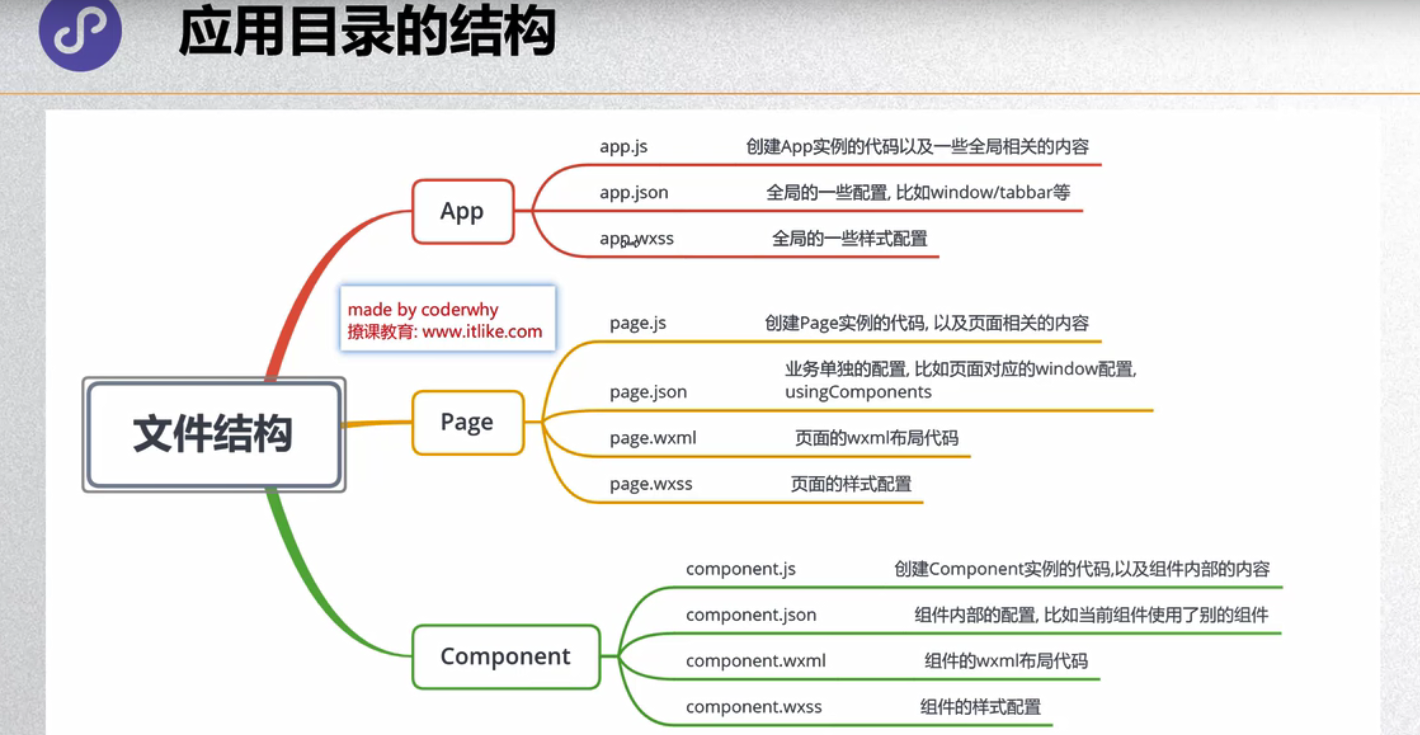 应用目录的结构
app.js 创建App实例的代码以及一些全局相关的内容
app.json 全局的一些配置, 比如window/tabbar等
app.wxss 全局的一些样式配置
App
made by coderwhy
撩课教育: www.itlike.com
page.js 创建Page实例的代码, 以及页面相关的内容
业务单独的配置, 比如页面对应的window配置,
page.json usingComponents
page.wxml 页面的wxml布局代码
page.wxss 页面的样式配置
Page
文件结构
component.js 创建Component实例的代码,以及组件内部的内容
component.json 组件内部的配置, 比如当前组件使用了别的组件
component.wxml 组件的wxml布局代码
component.wxss 组件的样式配置
Component